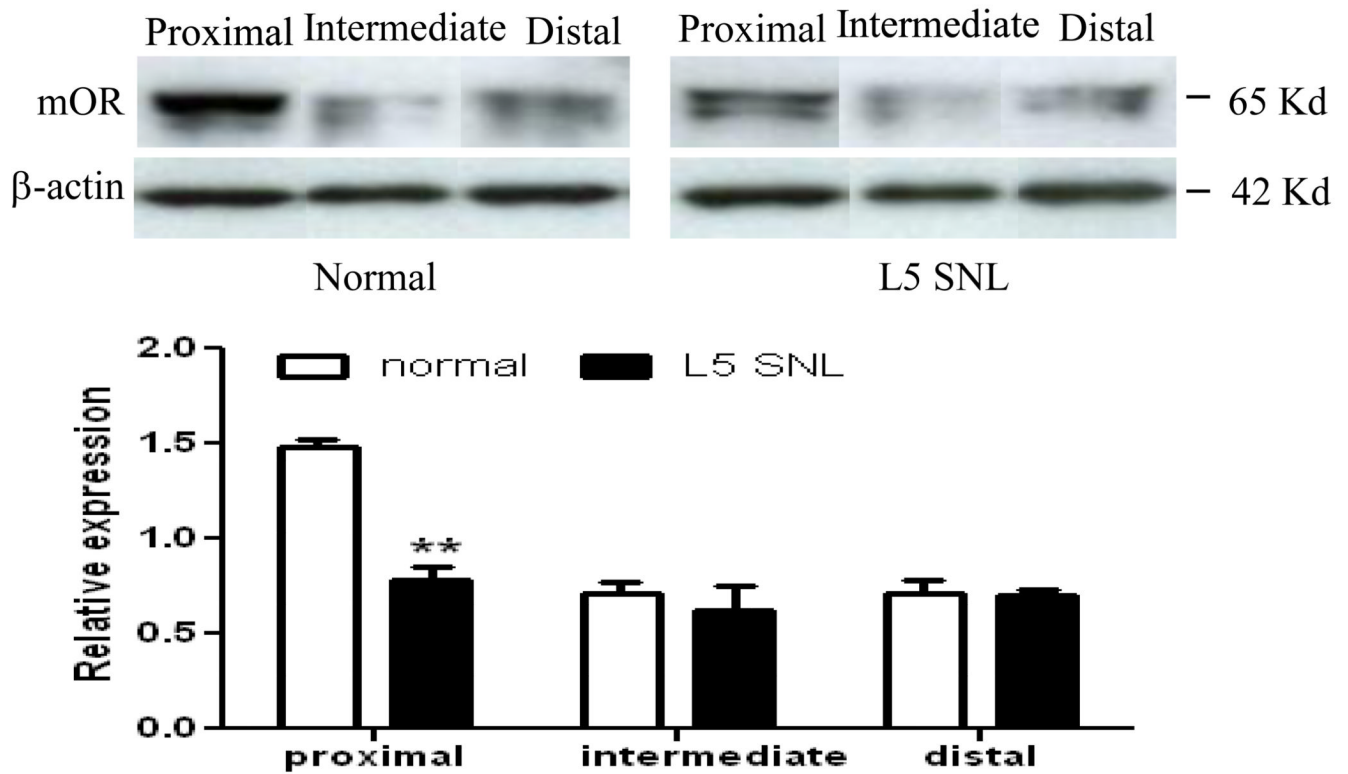 Proximal Intermediate Distal Proximal Intermediate Distal
mOR – 65 Kd
β-actin – 42 Kd
Normal L5 SNL
2.0
normal L5 SNL
1.5
1.0
**
0.5
0.0
Relative expression
proximal intermediate distal